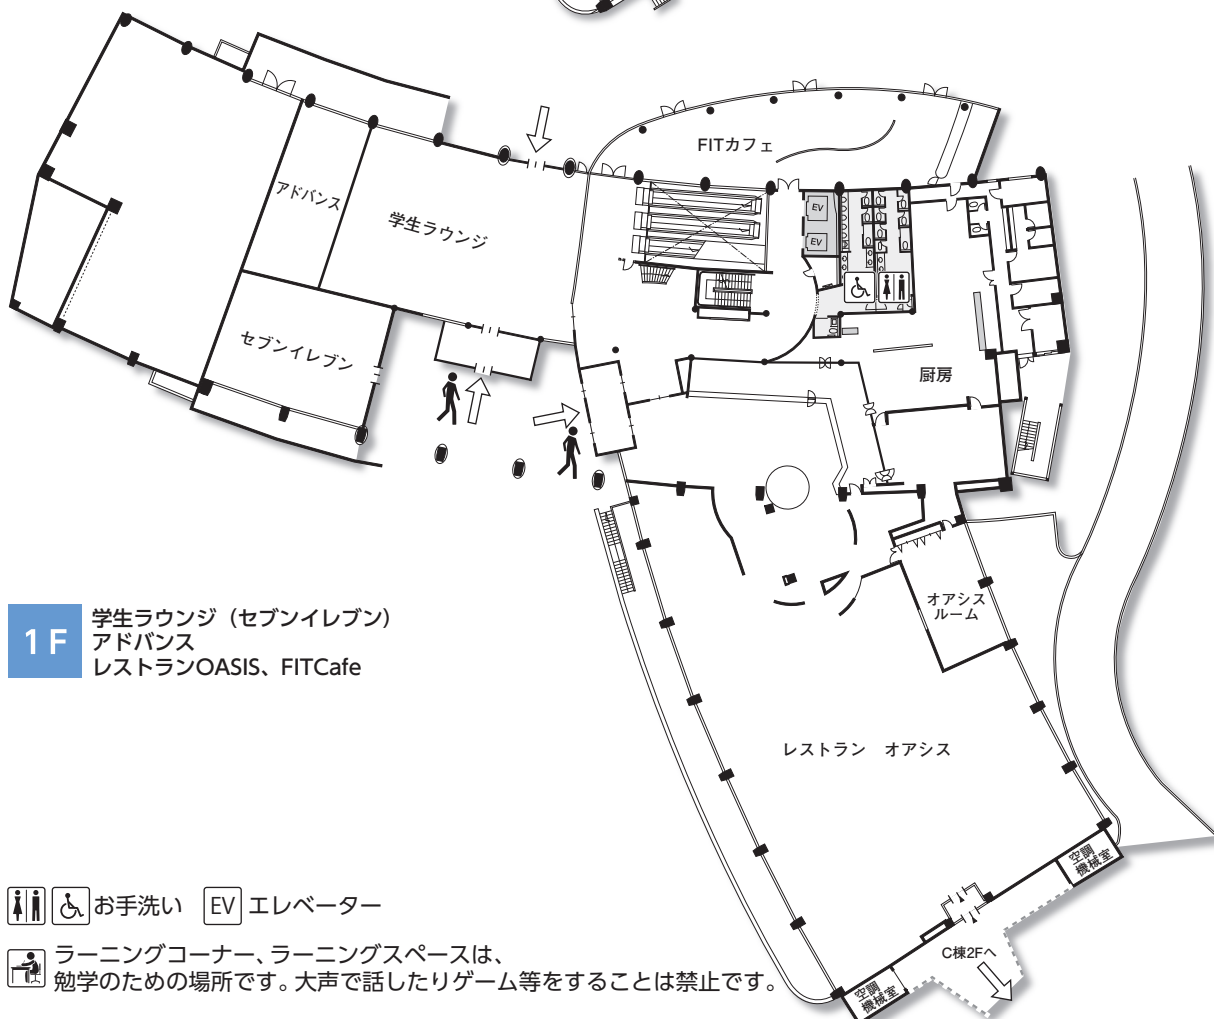 FITカフェ
EV
EV
アドバンス
学生ラウンジ
セブンイレブン
厨房
オアシス
ルーム
1F
学生ラウンジ（セブンイレブン）
アドバンス
レストランOASIS、FITCafe
レストラン　オアシス
空調
機械室
お手洗い
EV エレベーター
C棟2Fへ
ラーニングコーナー、ラーニングスペースは、
勉学のための場所です。大声で話したりゲーム等をすることは禁止です。
空調
機械室